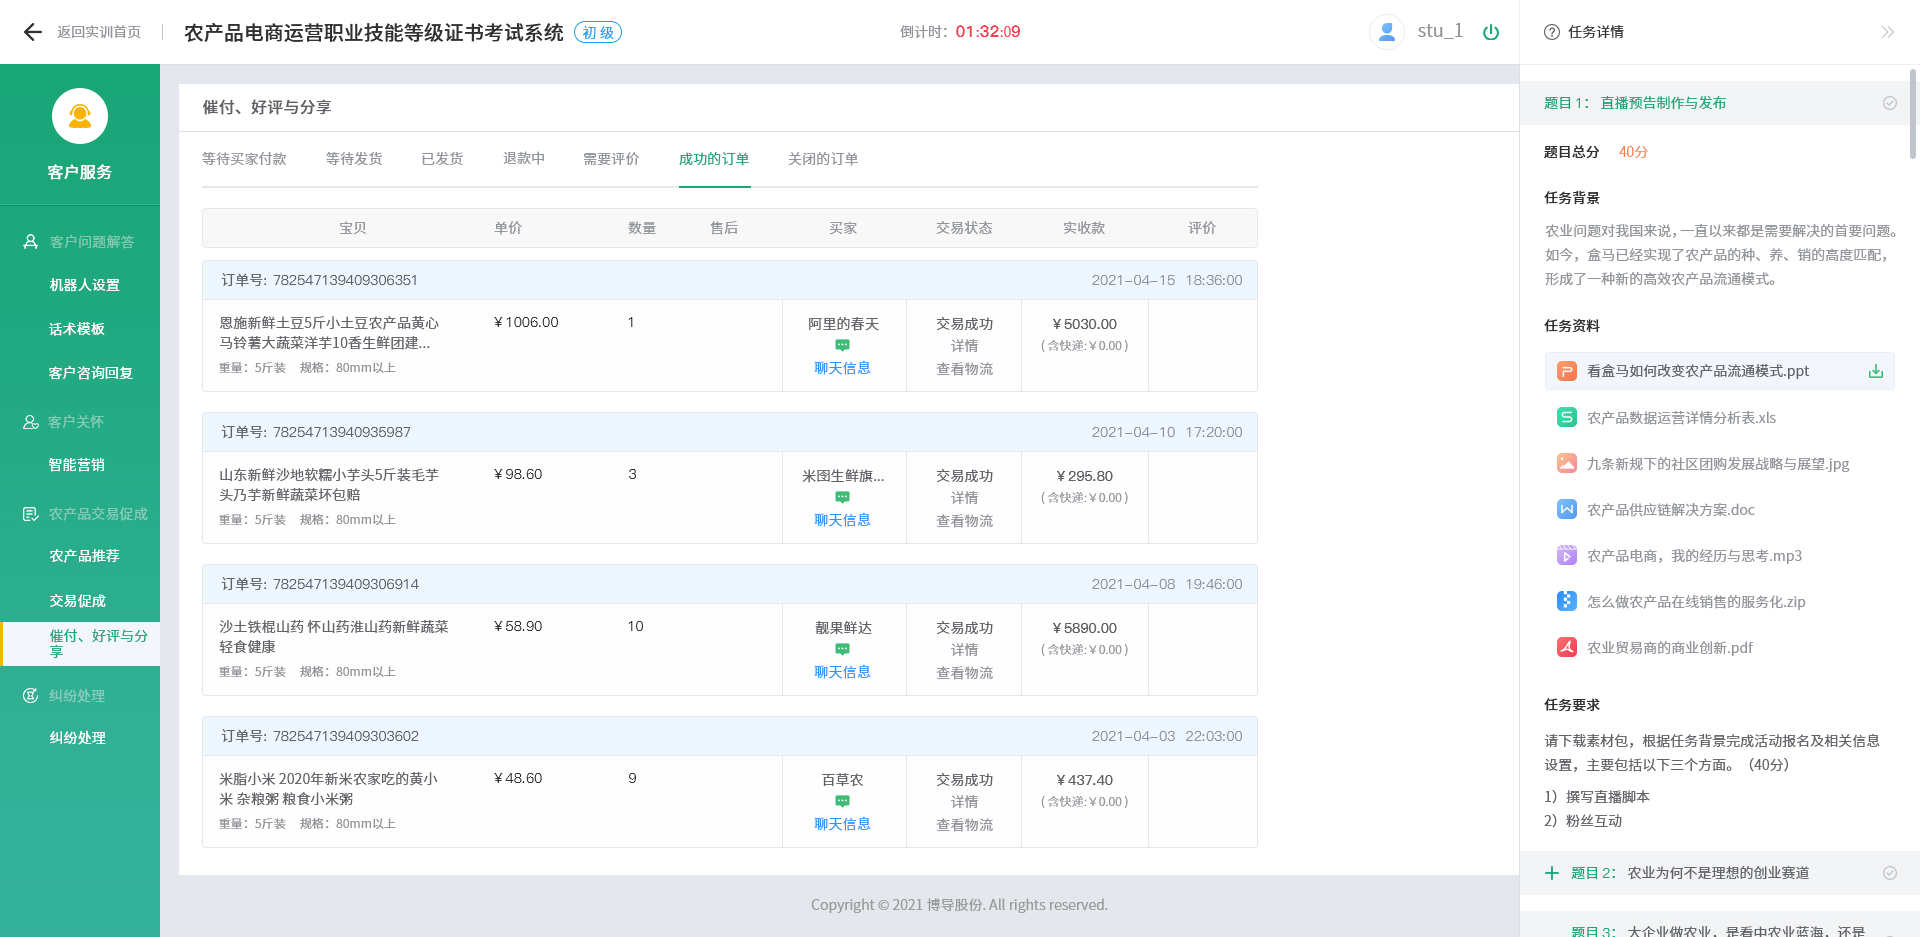 返回实训首页
农产品电商运营职业技能等级证书考试系统 初级
倒计时：01:32:09
stu_1
任务详情
客户服务
客户问题解答
机器人设置
话术模板
客户咨询回复
客户关怀
智能营销
农产品交易促成
农产品推荐
交易促成
催付、好评与分
享
纠纷处理
纠纷处理
催付、好评与分享
等待买家付款 等待发货 已发货 退款中 需要评价 成功的订单 关闭的订单
宝贝 单价 数量 售后 买家 交易状态 实收款 评价
订单号: 782547139409306351 2021-04-15 18:36:00
恩施新鲜土豆5斤小土豆农产品黄心
马铃薯大蔬菜洋芋10香生鲜团建...
重量：5斤装 规格：80mm以上
￥1006.00
1
阿里的春天
聊天信息
交易成功
详情
查看物流
￥5030.00
( 含快递:￥0.00 )
订单号: 78254713940935987 2021-04-10 17:20:00
山东新鲜沙地软糯小芋头5斤装毛芋
头乃芋新鲜蔬菜坏包赔
重量：5斤装 规格：80mm以上
￥98.60
3
米图生鲜旗...
聊天信息
交易成功
详情
查看物流
￥295.80
( 含快递:￥0.00 )
订单号: 782547139409306914 2021-04-08 19:46:00
沙土铁棍山药 怀山药淮山药新鲜蔬菜
轻食健康
重量：5斤装 规格：80mm以上
￥58.90
10
靓果鲜达
聊天信息
交易成功
详情
查看物流
￥5890.00
( 含快递:￥0.00 )
订单号: 782547139409303602 2021-04-03 22:03:00
米脂小米 2020年新米农家吃的黄小
米 杂粮粥 粮食小米粥
重量：5斤装 规格：80mm以上
￥48.60
9
百草农
聊天信息
交易成功
详情
查看物流
￥437.40
( 含快递:￥0.00 )
Copyright © 2021 博导股份. All rights reserved.
题目 1： 直播预告制作与发布
题目总分 40分
任务背景
农业问题对我国来说，一直以来都是需要解决的首要问题。
如今，盒马已经实现了农产品的种、养、销的高度匹配，
形成了一种新的高效农产品流通模式。
任务资料
看盒马如何改变农产品流通模式.ppt
农产品数据运营详情分析表.xls
九条新规下的社区团购发展战略与展望.jpg
农产品供应链解决方案.doc
农产品电商，我的经历与思考.mp3
怎么做农产品在线销售的服务化.zip
农业贸易商的商业创新.pdf
任务要求
请下载素材包，根据任务背景完成活动报名及相关信息
设置，主要包括以下三个方面。（40分）
1）撰写直播脚本
2）粉丝互动
题目 2： 农业为何不是理想的创业赛道
题目 3： 大企业做农业，是看中农业蓝海，还是